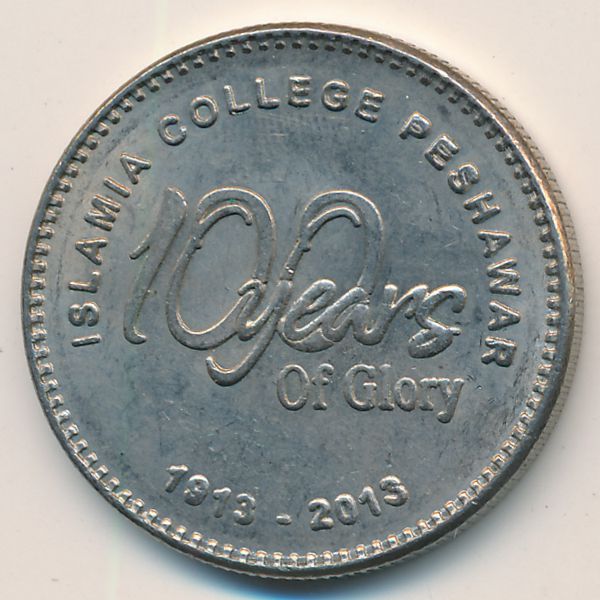 ISLAMIA COLLEGE PESHAWAR
100 years
Of Glory
1913 - 2013